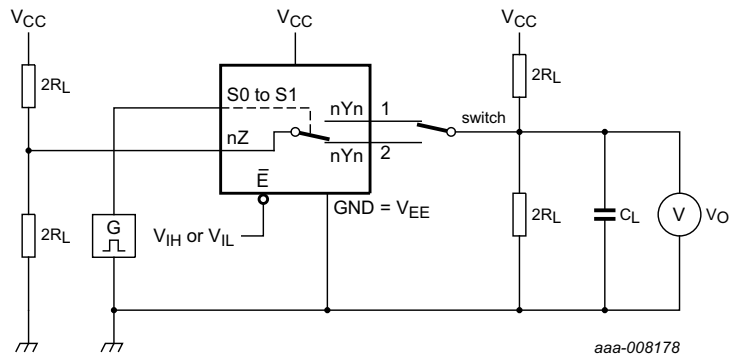 VCC
VCC
VCC
2RL
2RL
S0 to S1
nYn 1
switch
nZ
nYn 2
E̅
GND = VEE
2RL
G
2RL
CL
V
VO
VIH or VIL
aaa-008178